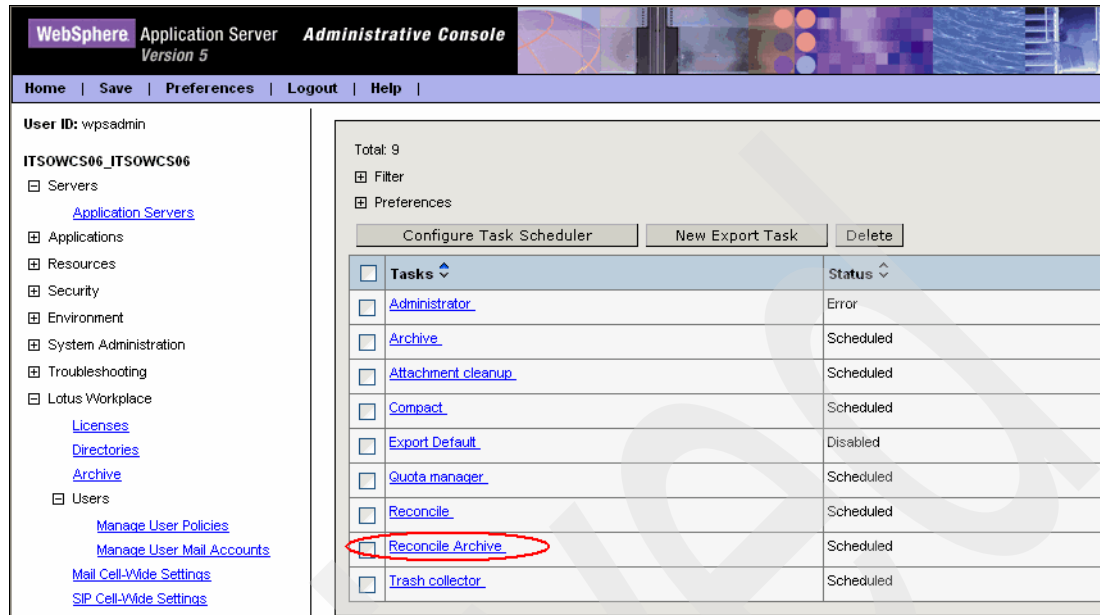 WebSphere Application Server Administrative Console
Version 5
Home | Save | Preferences | Logout | Help |
User ID: wpsadmin
ITSOWCS06_ITSOWCS06
Servers
Application Servers
Applications
Resources
Security
Environment
System Administration
Troubleshooting
Lotus Workplace
Licenses
Directories
Archive
Users
Manage User Policies
Manage User Mail Accounts
Mail Cell-Wide Settings
SIP Cell-Wide Settings
Total: 9
Filter
Preferences
Configure Task Scheduler New Export Task Delete
Tasks Status
Administrator Error
Archive Scheduled
Attachment cleanup Scheduled
Compact Scheduled
Export Default Disabled
Quota manager Scheduled
Reconcile Scheduled
Reconcile Archive Scheduled
Trash collector Scheduled